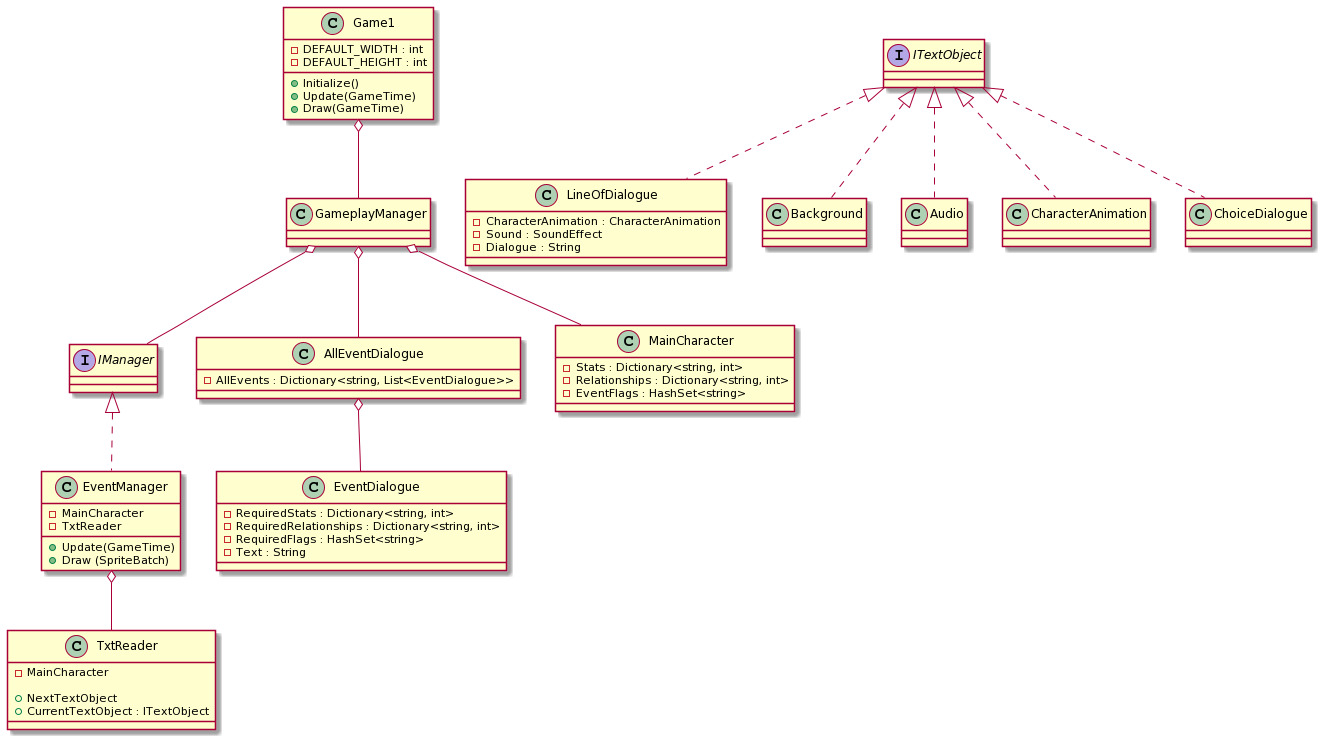 C Game1
DEFAULT_WIDTH : int
DEFAULT_HEIGHT : int
Initialize()
Update(GameTime)
Draw(GameTime)
I ITextObject
C LineOfDialogue
CharacterAnimation : CharacterAnimation
Sound : SoundEffect
Dialogue : String
C GameplayManager
C Background
C Audio
C CharacterAnimation
C ChoiceDialogue
I IManager
C AllEventDialogue
AllEvents : Dictionary<string, List<EventDialogue>>
C MainCharacter
Stats : Dictionary<string, int>
Relationships : Dictionary<string, int>
EventFlags : HashSet<string>
C EventManager
MainCharacter
TxtReader
Update(GameTime)
Draw (SpriteBatch)
C EventDialogue
RequiredStats : Dictionary<string, int>
RequiredRelationships : Dictionary<string, int>
RequiredFlags : HashSet<string>
Text : String
C TxtReader
MainCharacter
NextTextObject
CurrentTextObject : ITextObject